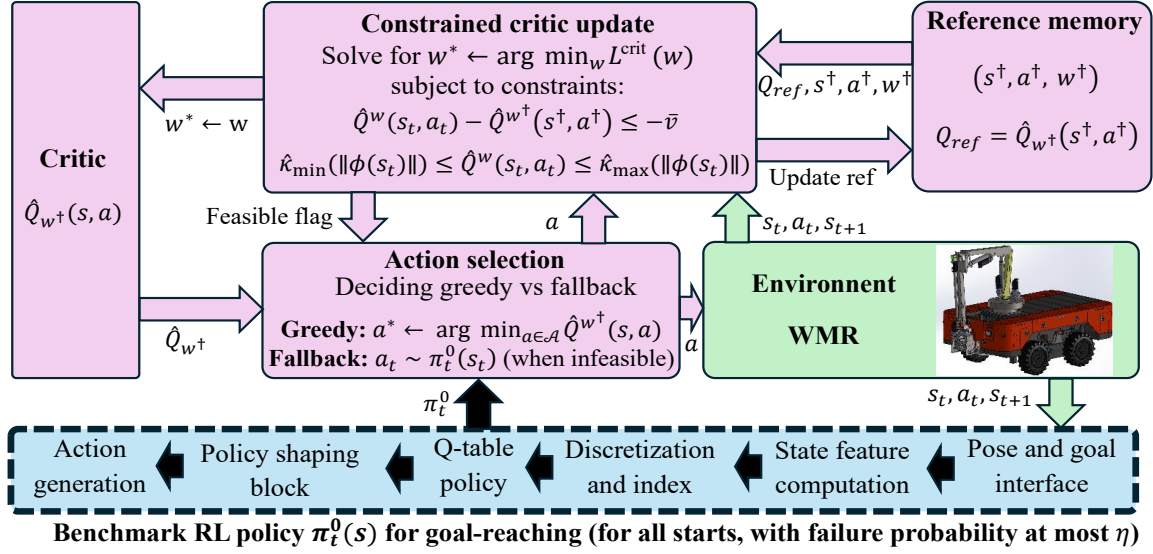 Constrained critic update
Solve for w* ← arg min_w L^crit (w)
subject to constraints:
Q̂^w(s_t, a_t) − Q̂^{w†}(s†, a†) ≤ −v̄
κ̂_min(‖ϕ(s_t)‖) ≤ Q̂^w(s_t, a_t) ≤ κ̂_max(‖ϕ(s_t)‖)
Reference memory
(s†, a†, w†)
Q_ref = Q̂_{w†}(s†, a†)
Q_ref, s†, a†, w†
Update ref
w* ← w
Critic
Q̂_{w†}(s, a)
Feasible flag
a
s_t, a_t, s_{t+1}
Action selection
Deciding greedy vs fallback
Greedy: a* ← arg min_{a∈𝒜} Q̂^{w†}(s, a)
Fallback: a_t ~ π_t^0(s_t) (when infeasible)
Q̂_{w†}
a
Environnent
WMR
π_t^0
s_t, a_t, s_{t+1}
Action
generation
Policy shaping
block
Q-table
policy
Discretization
and index
State feature
computation
Pose and goal
interface
Benchmark RL policy π_t^0(s) for goal-reaching (for all starts, with failure probability at most η)